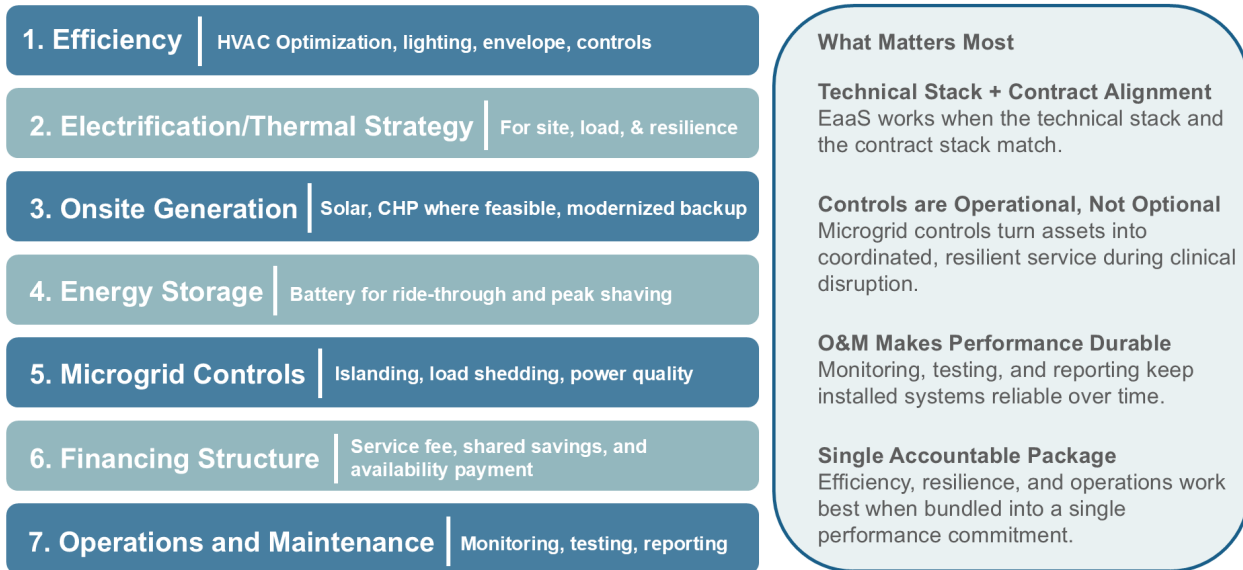 1. Efficiency
HVAC Optimization, lighting, envelope, controls
2. Electrification/Thermal Strategy
For site, load, & resilience
3. Onsite Generation
Solar, CHP where feasible, modernized backup
4. Energy Storage
Battery for ride-through and peak shaving
5. Microgrid Controls
Islanding, load shedding, power quality
6. Financing Structure
Service fee, shared savings, and
availability payment
7. Operations and Maintenance
Monitoring, testing, reporting
What Matters Most
Technical Stack + Contract Alignment
EaaS works when the technical stack and
the contract stack match.
Controls are Operational, Not Optional
Microgrid controls turn assets into
coordinated, resilient service during clinical
disruption.
O&M Makes Performance Durable
Monitoring, testing, and reporting keep
installed systems reliable over time.
Single Accountable Package
Efficiency, resilience, and operations work
best when bundled into a single
performance commitment.